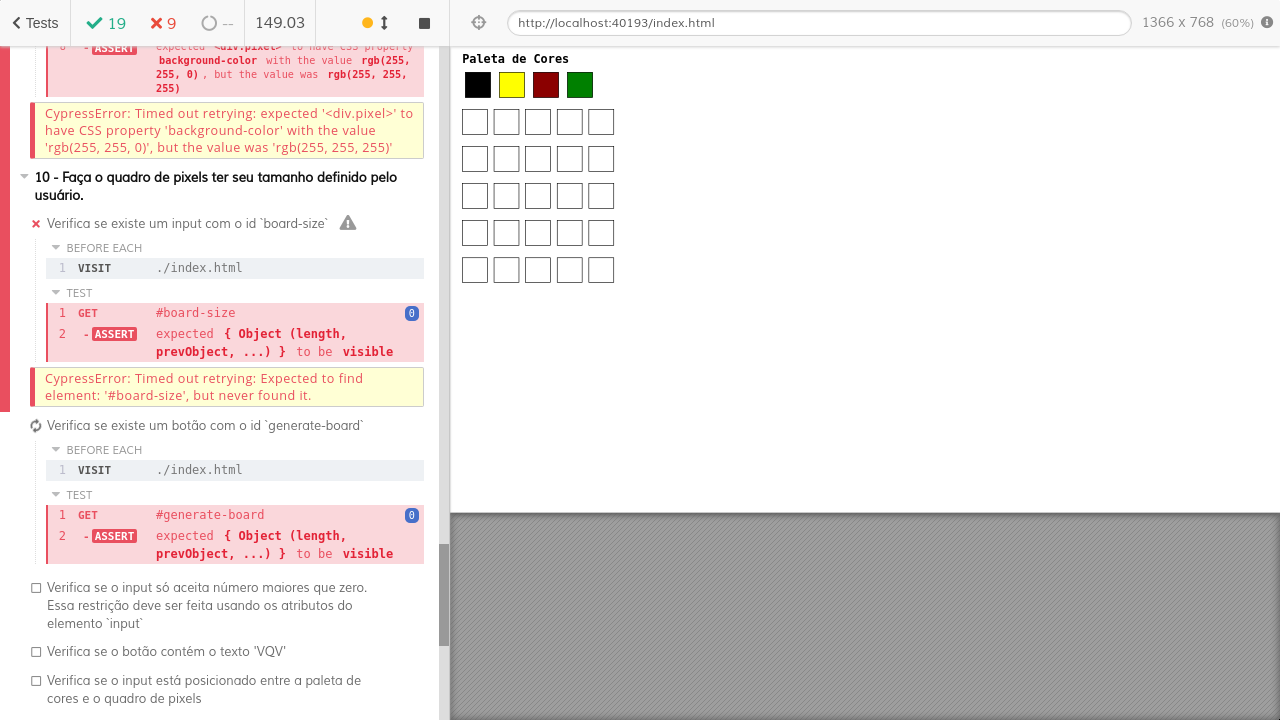 Tests 19 9 -- 149.03
http://localhost:40193/index.html 1366 x 768 (60%)
8 - ASSERT expected <div.pixel> to have CSS property
background-color with the value rgb(255,
255, 0) , but the value was rgb(255, 255,
255)
CypressError: Timed out retrying: expected '<div.pixel>' to
have CSS property 'background-color' with the value
'rgb(255, 255, 0)', but the value was 'rgb(255, 255, 255)'
10 - Faça o quadro de pixels ter seu tamanho definido pelo
usuário.
Verifica se existe um input com o id `board-size`
BEFORE EACH
1 VISIT ./index.html
TEST
1 GET #board-size 0
2 - ASSERT expected { Object (length,
prevObject, ...) } to be visible
CypressError: Timed out retrying: Expected to find
element: '#board-size', but never found it.
Verifica se existe um botão com o id `generate-board`
BEFORE EACH
1 VISIT ./index.html
TEST
1 GET #generate-board 0
2 - ASSERT expected { Object (length,
prevObject, ...) } to be visible
Verifica se o input só aceita número maiores que zero.
Essa restrição deve ser feita usando os atributos do
elemento `input`
Verifica se o botão contém o texto 'VQV'
Verifica se o input está posicionado entre a paleta de
cores e o quadro de pixels
Paleta de Cores